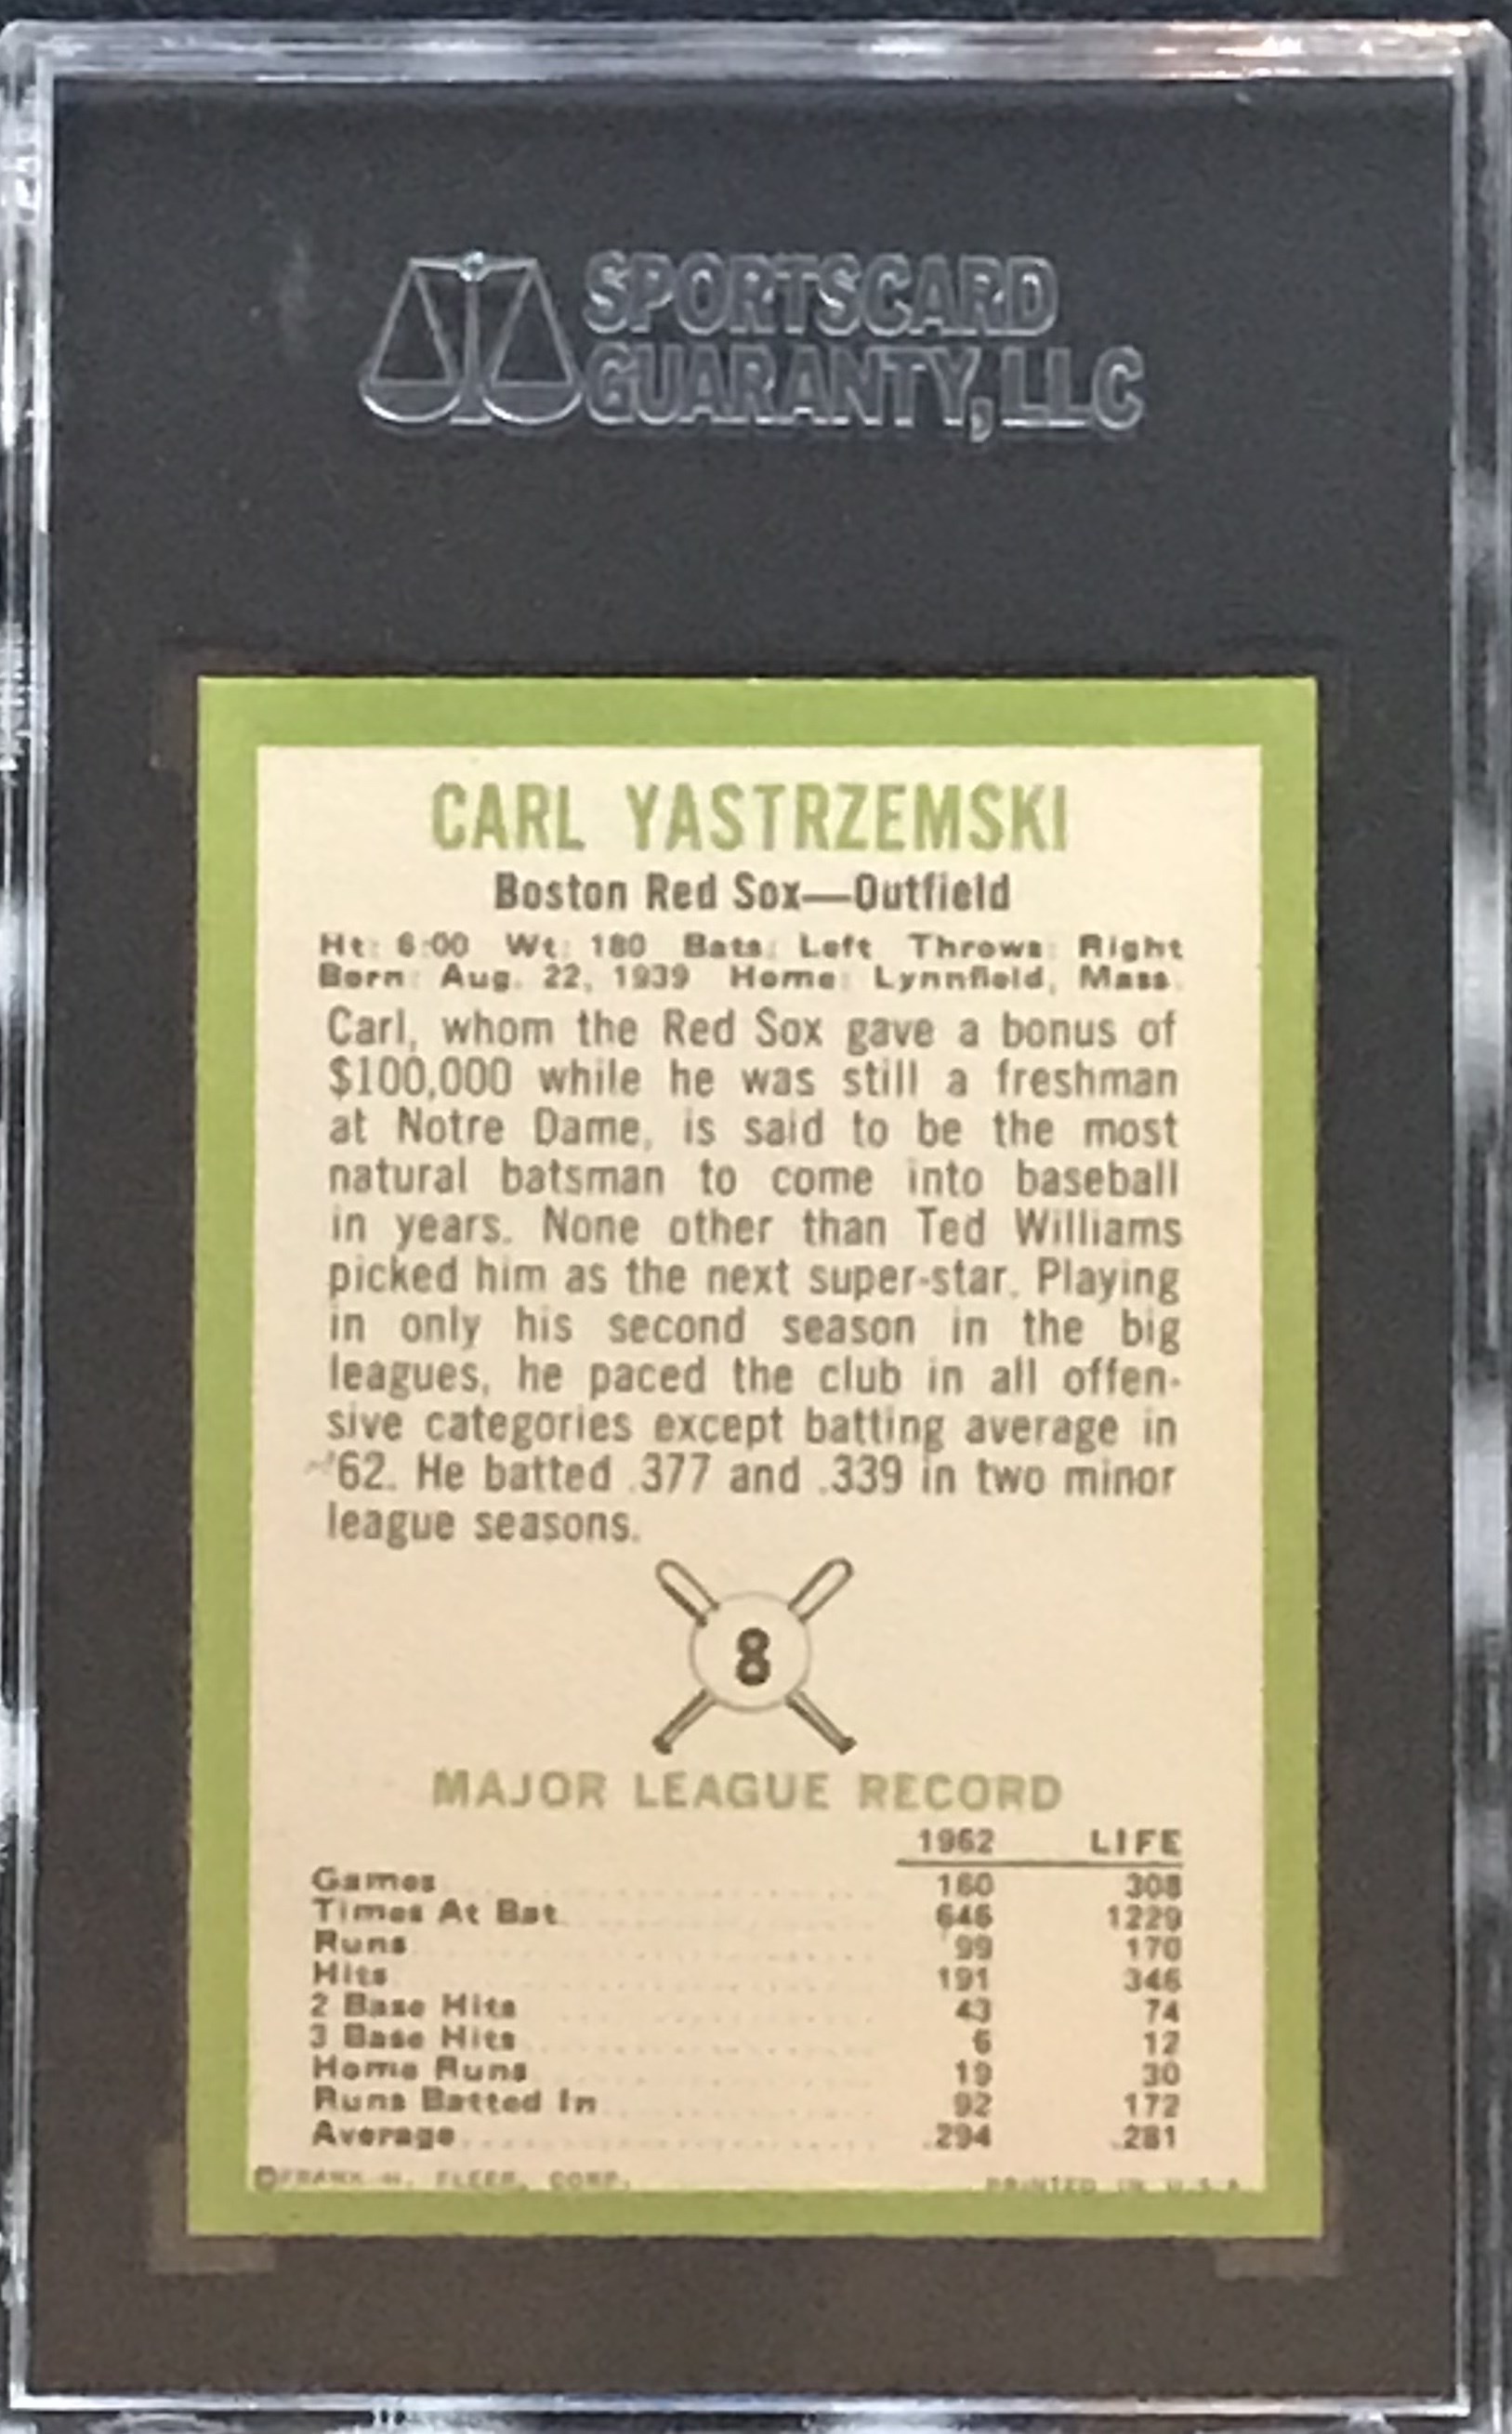 SPORTSCARD
GUARANTY, LLC
CARL YASTRZEMSKI
Boston Red Sox—Outfield
Ht: 6:00 Wt: 180 Bats: Left Throws: Right
Born: Aug. 22, 1939 Home: Lynnfield, Mass.
Carl, whom the Red Sox gave a bonus of
$100,000 while he was still a freshman
at Notre Dame, is said to be the most
natural batsman to come into baseball
in years. None other than Ted Williams
picked him as the next super-star. Playing
in only his second season in the big
leagues, he paced the club in all offen-
sive categories except batting average in
'62. He batted .377 and .339 in two minor
league seasons.
8
MAJOR LEAGUE RECORD
1962 LIFE
Games 160 308
Times At Bat 646 1229
Runs 99 170
Hits 191 346
2 Base Hits 43 74
3 Base Hits 6 12
Home Runs 19 30
Runs Batted In 92 172
Average .294 .281
©FRANK H. FLEER, CORP. PRINTED IN U.S.A.